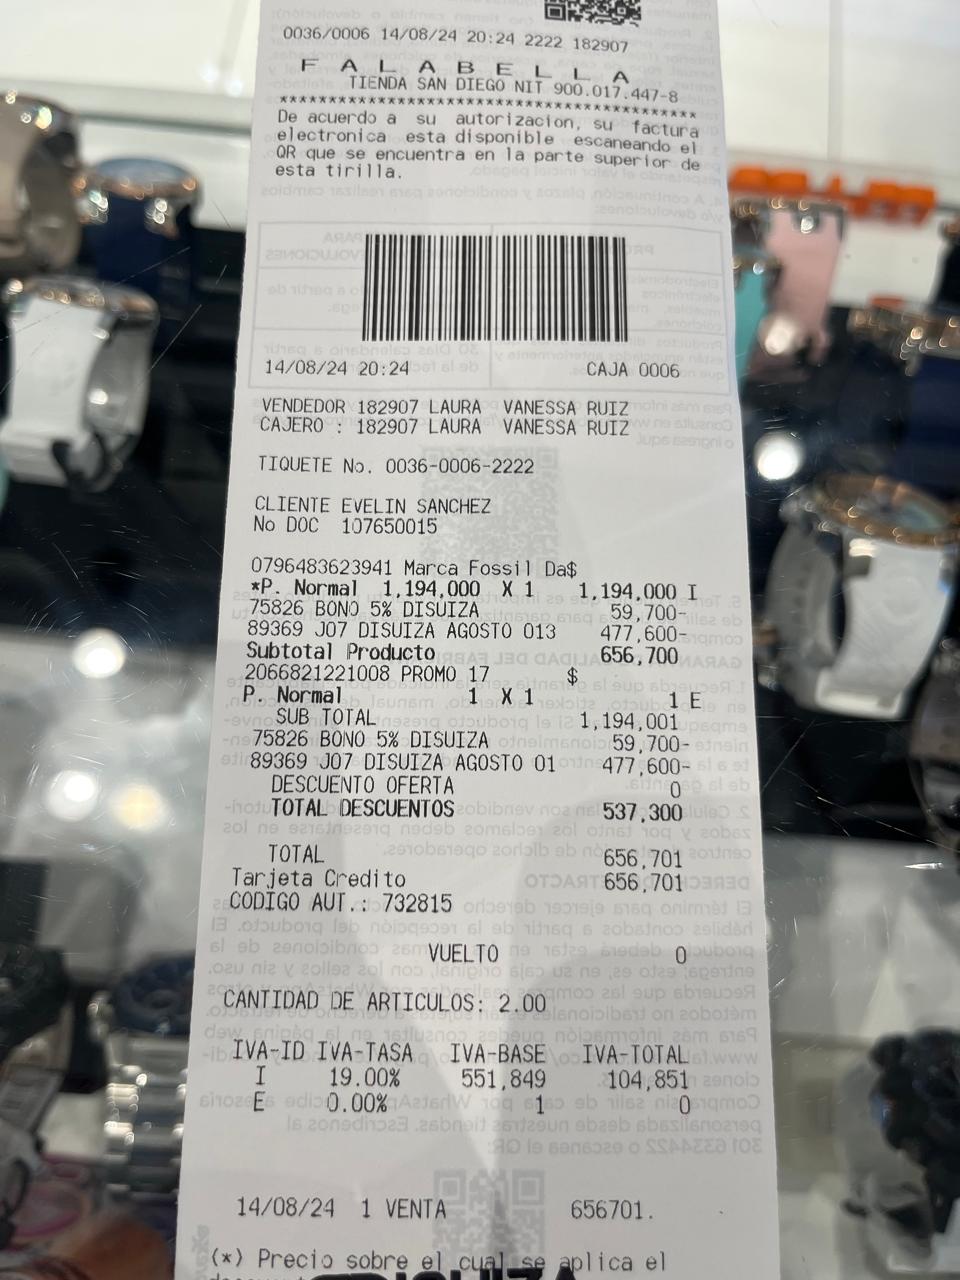 0036/0006 14/08/24 20:24 2222 182907
F A L A B E L L A
TIENDA SAN DIEGO NIT 900.017.447-8
****************************************************
De acuerdo a su autorizacion, su factura
electronica esta disponible escaneando el
QR que se encuentra en la parte superior de
esta tirilla.
14/08/24 20:24 CAJA 0006
VENDEDOR 182907 LAURA VANESSA RUIZ
CAJERO : 182907 LAURA VANESSA RUIZ
TIQUETE No. 0036-0006-2222
CLIENTE EVELIN SANCHEZ
No DOC 107650015
0796483623941 Marca Fossil Da$
*P. Normal 1,194,000 X 1 1,194,000 I
75826 BONO 5% DISUIZA 59,700-
89369 J07 DISUIZA AGOSTO 013 477,600-
Subtotal Producto 656,700
2066821221008 PROMO 17 $
P. Normal 1 X 1 1 E
SUB TOTAL 1,194,001
75826 BONO 5% DISUIZA 59,700-
89369 J07 DISUIZA AGOSTO 01 477,600-
DESCUENTO OFERTA 0
TOTAL DESCUENTOS 537,300
TOTAL 656,701
Tarjeta Credito 656,701
CODIGO AUT.: 732815
VUELTO 0
CANTIDAD DE ARTICULOS: 2.00
IVA-ID IVA-TASA IVA-BASE IVA-TOTAL
I 19.00% 551,849 104,851
E 0.00% 1 0
14/08/24 1 VENTA 656701.
(*) Precio sobre el cual se aplica el